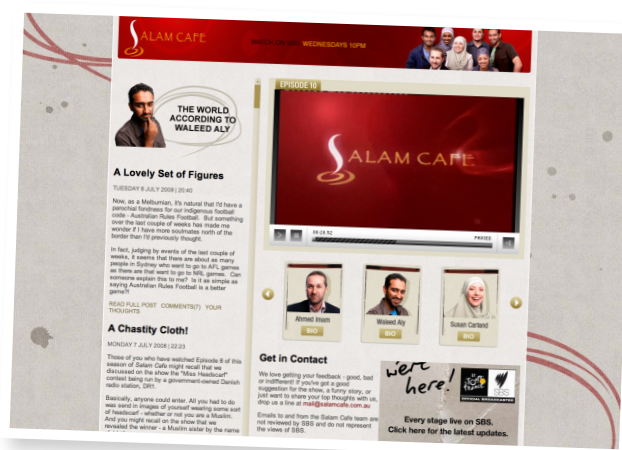 SALAM CAFE
WEDNESDAYS 10PM
THE WORLD
ACCORDING TO
WALEED ALY
A Lovely Set of Figures
TUESDAY 8 JULY 2008 | 20:40
Now, as a Melburnian, it's natural that I'd have a
parochial fondness for our indigenous football
code - Australian Rules Football. But something
over the last couple of weeks has made me
wonder if I have more soulmates north of the
border than I'd previously thought.
In fact, judging by events of the last couple of
weeks, it seems that there are about as many
people in Sydney who want to go to AFL games
as there are that want to go to NRL games. Can
someone explain this to me? Is it as simple as
saying Australian Rules Football is a better
game?!
READ FULL POST COMMENTS(7) YOUR
THOUGHTS
A Chastity Cloth!
MONDAY 7 JULY 2008 | 22:23
Those of you who have watched Episode 8 of this
season of Salam Cafe might recall that we
discussed on the show the "Miss Headscarf"
contest being run by a government-owned Danish
radio station, DR1.
Basically, anyone could enter. All you had to do
was send in images of yourself wearing some sort
of headscarf - whether or not you are a Muslim.
And you might recall on the show that we
revealed the winner - a Muslim sister by the name
EPISODE 10
SALAM CAFE
PAUSED
Ahmed Imam
BIO
Waleed Aly
BIO
Susan Carland
BIO
Get in Contact
We love getting your feedback - good, bad
or indifferent! If you've got a good
suggestion for the show, a funny story, or
just want to share your top thoughts with us,
drop us a line at mail@salamcafe.com.au
Emails to and from the Salam Cafe team are
not reviewed by SBS and do not represent
the views of SBS.
we're
here!
LE TOUR
SBS
OFFICIAL BROADCASTER
Every stage live on SBS.
Click here for the latest updates.